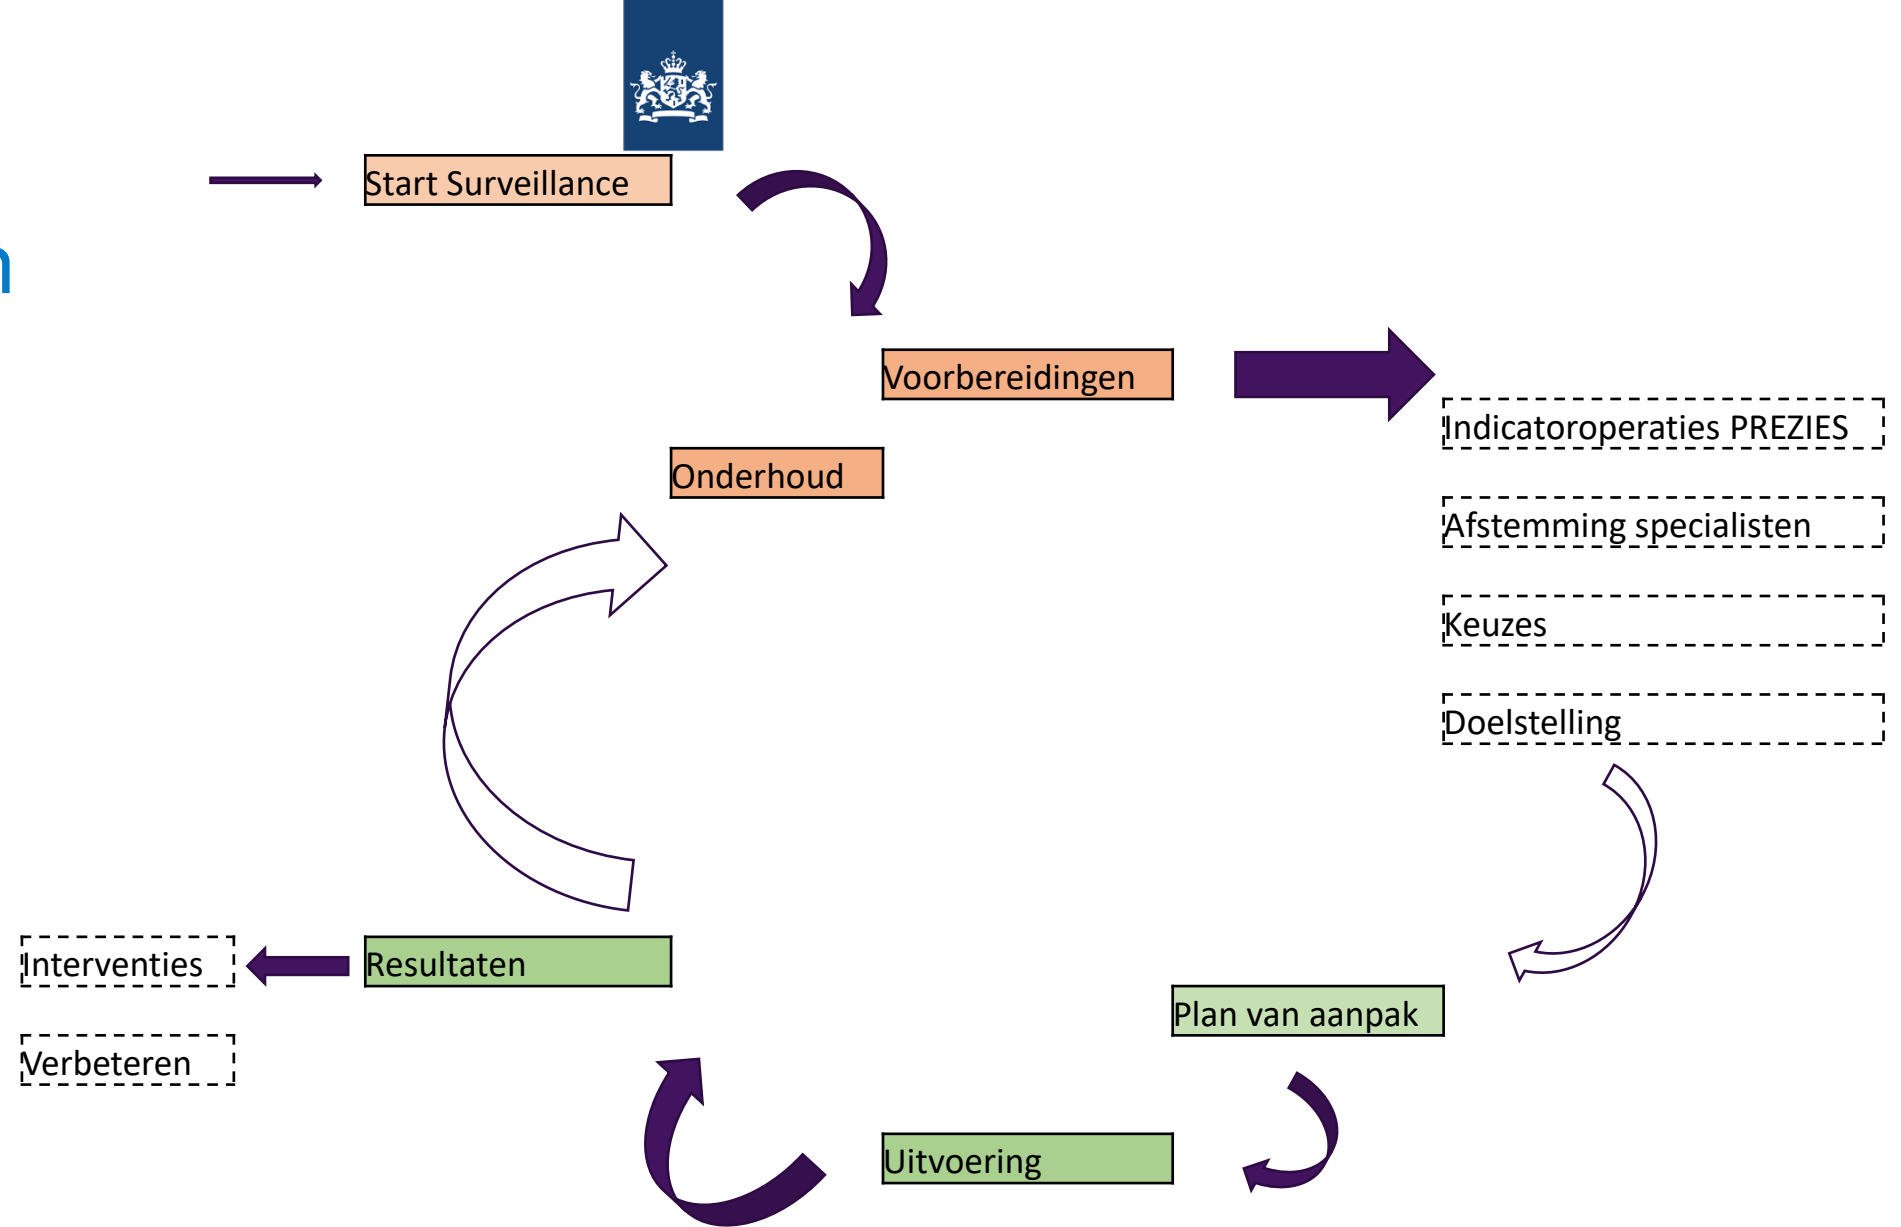 Start Surveillance
Voorbereidingen
Indicatoroperaties PREZIES
Onderhoud
Afstemming specialisten
Keuzes
Doelstelling
Interventies
Resultaten
Plan van aanpak
Verbeteren
Uitvoering